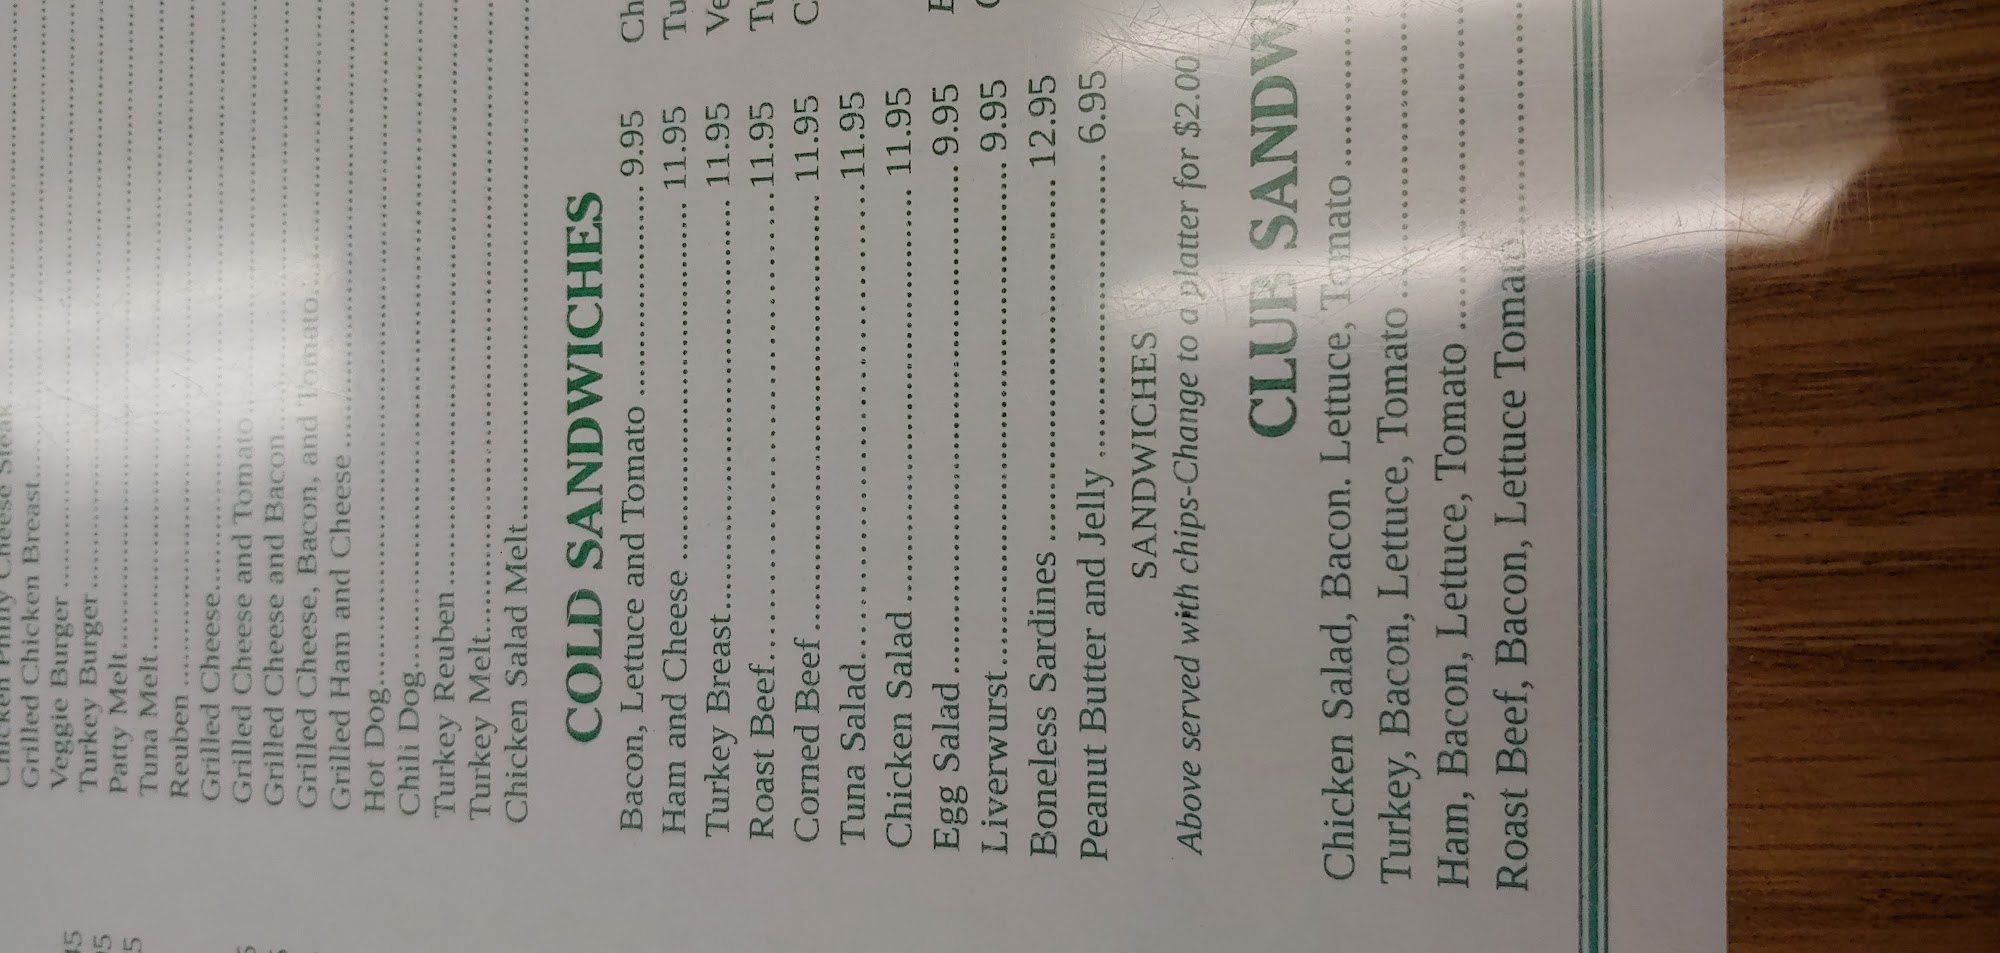 Grilled Chicken Breast
Veggie Burger
Turkey Burger
Patty Melt
Tuna Melt
Reuben
Grilled Cheese
Grilled Cheese and Tomato
Grilled Cheese and Bacon
Grilled Cheese, Bacon, and Tomato
Grilled Ham and Cheese
Hot Dog
Chili Dog
Turkey Reuben
Turkey Melt
Chicken Salad Melt
COLD SANDWICHES
Bacon, Lettuce and Tomato 9.95
Ham and Cheese 11.95
Turkey Breast 11.95
Roast Beef 11.95
Corned Beef 11.95
Tuna Salad 11.95
Chicken Salad 11.95
Egg Salad 9.95
Liverwurst 9.95
Boneless Sardines 12.95
Peanut Butter and Jelly 6.95
SANDWICHES
Above served with chips-Change to a platter for $2.00
CLUB SANDW
Chicken Salad, Bacon. Lettuce, Tomato
Turkey, Bacon, Lettuce, Tomato
Ham, Bacon, Lettuce, Tomato
Roast Beef, Bacon, Lettuce Tomato